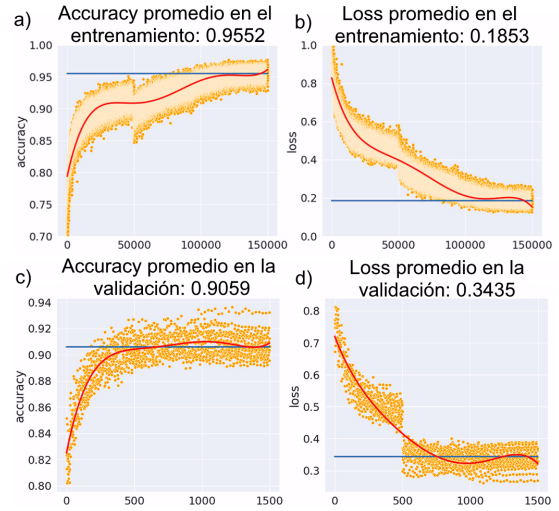 a) Accuracy promedio en el
entrenamiento: 0.9552
1.00
0.95
0.90
0.85
0.80
0.75
0.70
accuracy
0 50000 100000 150000
b) Loss promedio en el
entrenamiento: 0.1853
1.0
0.8
0.6
0.4
0.2
0.0
loss
0 50000 100000 150000
c) Accuracy promedio en la
validación: 0.9059
0.94
0.92
0.90
0.88
0.86
0.84
0.82
0.80
accuracy
0 500 1000 1500
d) Loss promedio en la
validación: 0.3435
0.8
0.7
0.6
0.5
0.4
0.3
loss
0 500 1000 1500